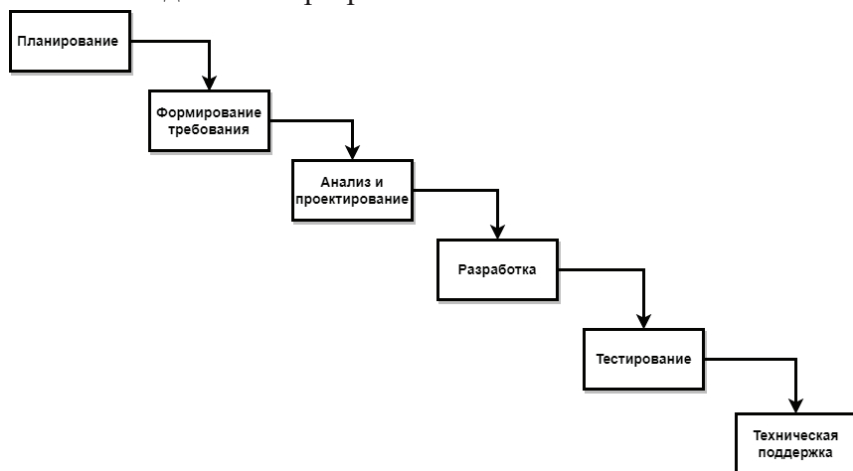 Планирование
Формирование
требования
Анализ и
проектирование
Разработка
Тестирование
Техническая
поддержка